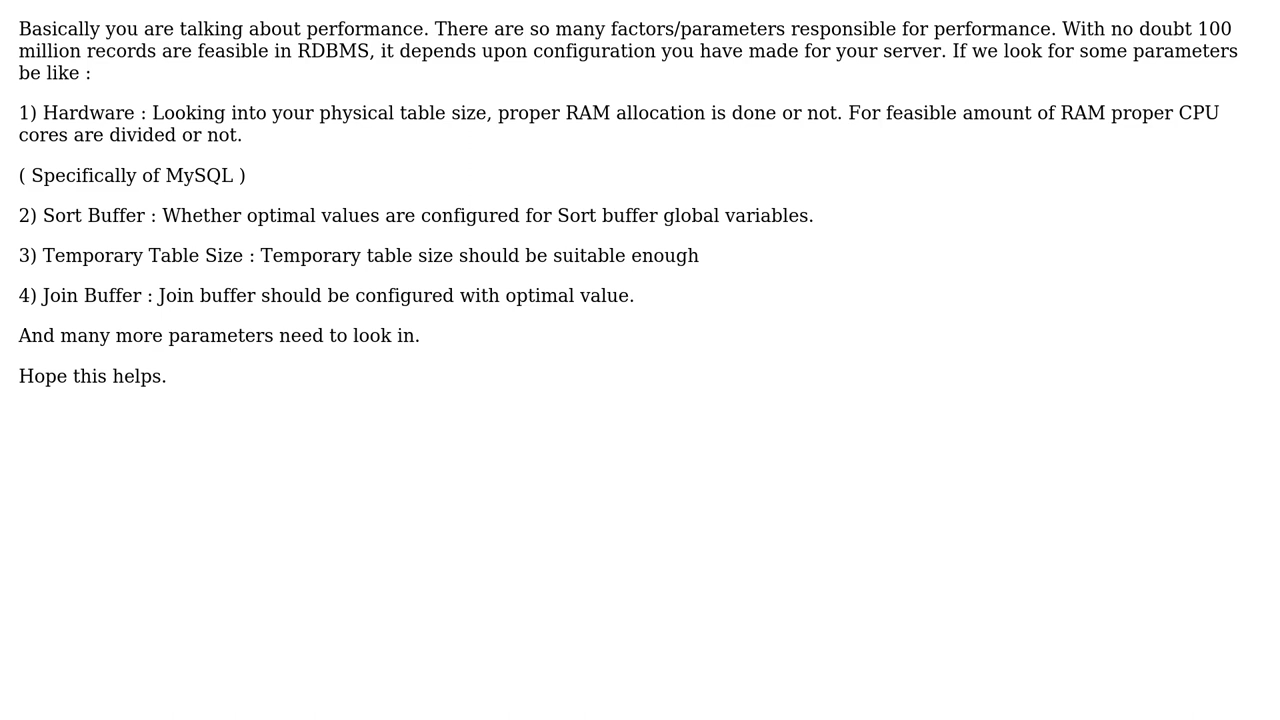 Basically you are talking about performance. There are so many factors/parameters responsible for performance. With no doubt 100
million records are feasible in RDBMS, it depends upon configuration you have made for your server. If we look for some parameters
be like :
1) Hardware : Looking into your physical table size, proper RAM allocation is done or not. For feasible amount of RAM proper CPU
cores are divided or not.
( Specifically of MySQL )
2) Sort Buffer : Whether optimal values are configured for Sort buffer global variables.
3) Temporary Table Size : Temporary table size should be suitable enough
4) Join Buffer : Join buffer should be configured with optimal value.
And many more parameters need to look in.
Hope this helps.